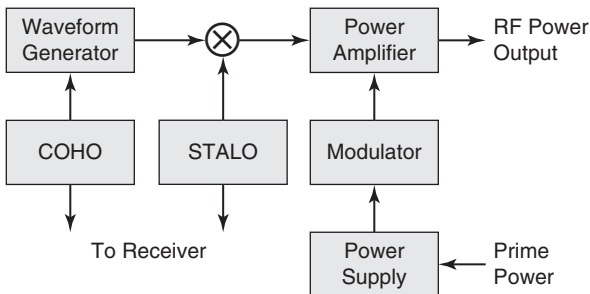 Waveform
Generator
Power
Amplifier
RF Power
Output
COHO
STALO
Modulator
To Receiver
Power
Supply
Prime
Power